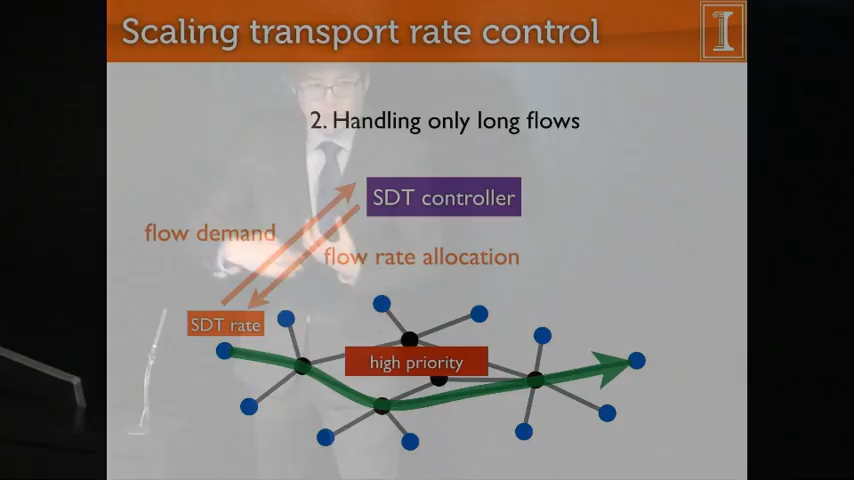 Scaling transport rate control
I
2. Handling only long flows
SDT controller
flow demand
flow rate allocation
SDT rate
high priority